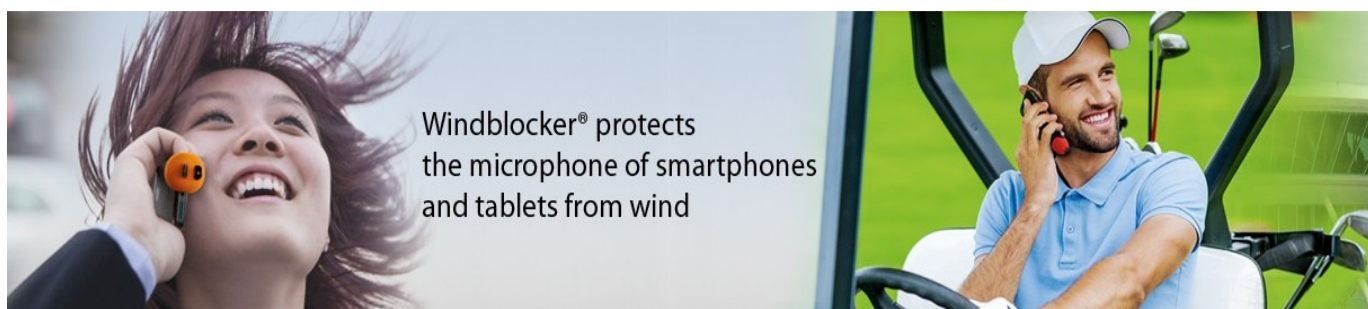 Windblocker® protects
the microphone of smartphones
and tablets from wind